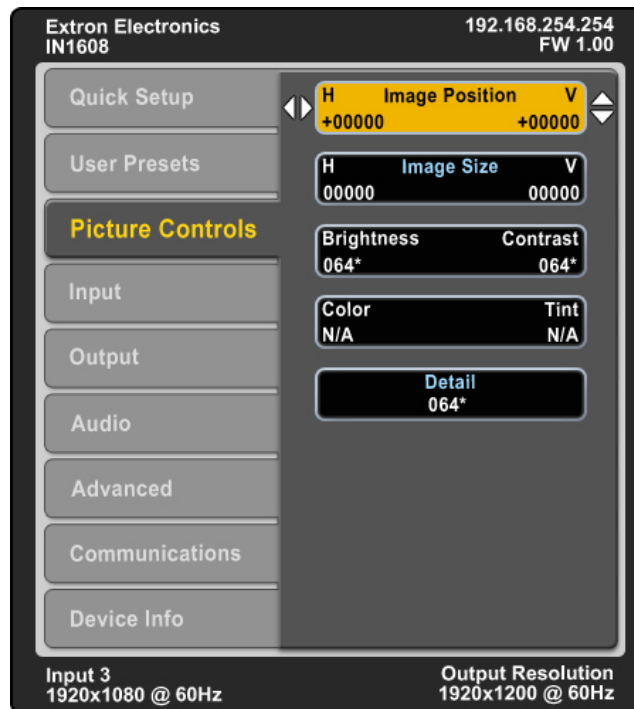 Extron Electronics 192.168.254.254
IN1608 FW 1.00
Quick Setup
User Presets
Picture Controls
Input
Output
Audio
Advanced
Communications
Device Info
H Image Position V
+00000 +00000
H Image Size V
00000 00000
Brightness Contrast
064* 064*
Color Tint
N/A N/A
Detail
064*
Input 3 Output Resolution
1920x1080 @ 60Hz 1920x1200 @ 60Hz